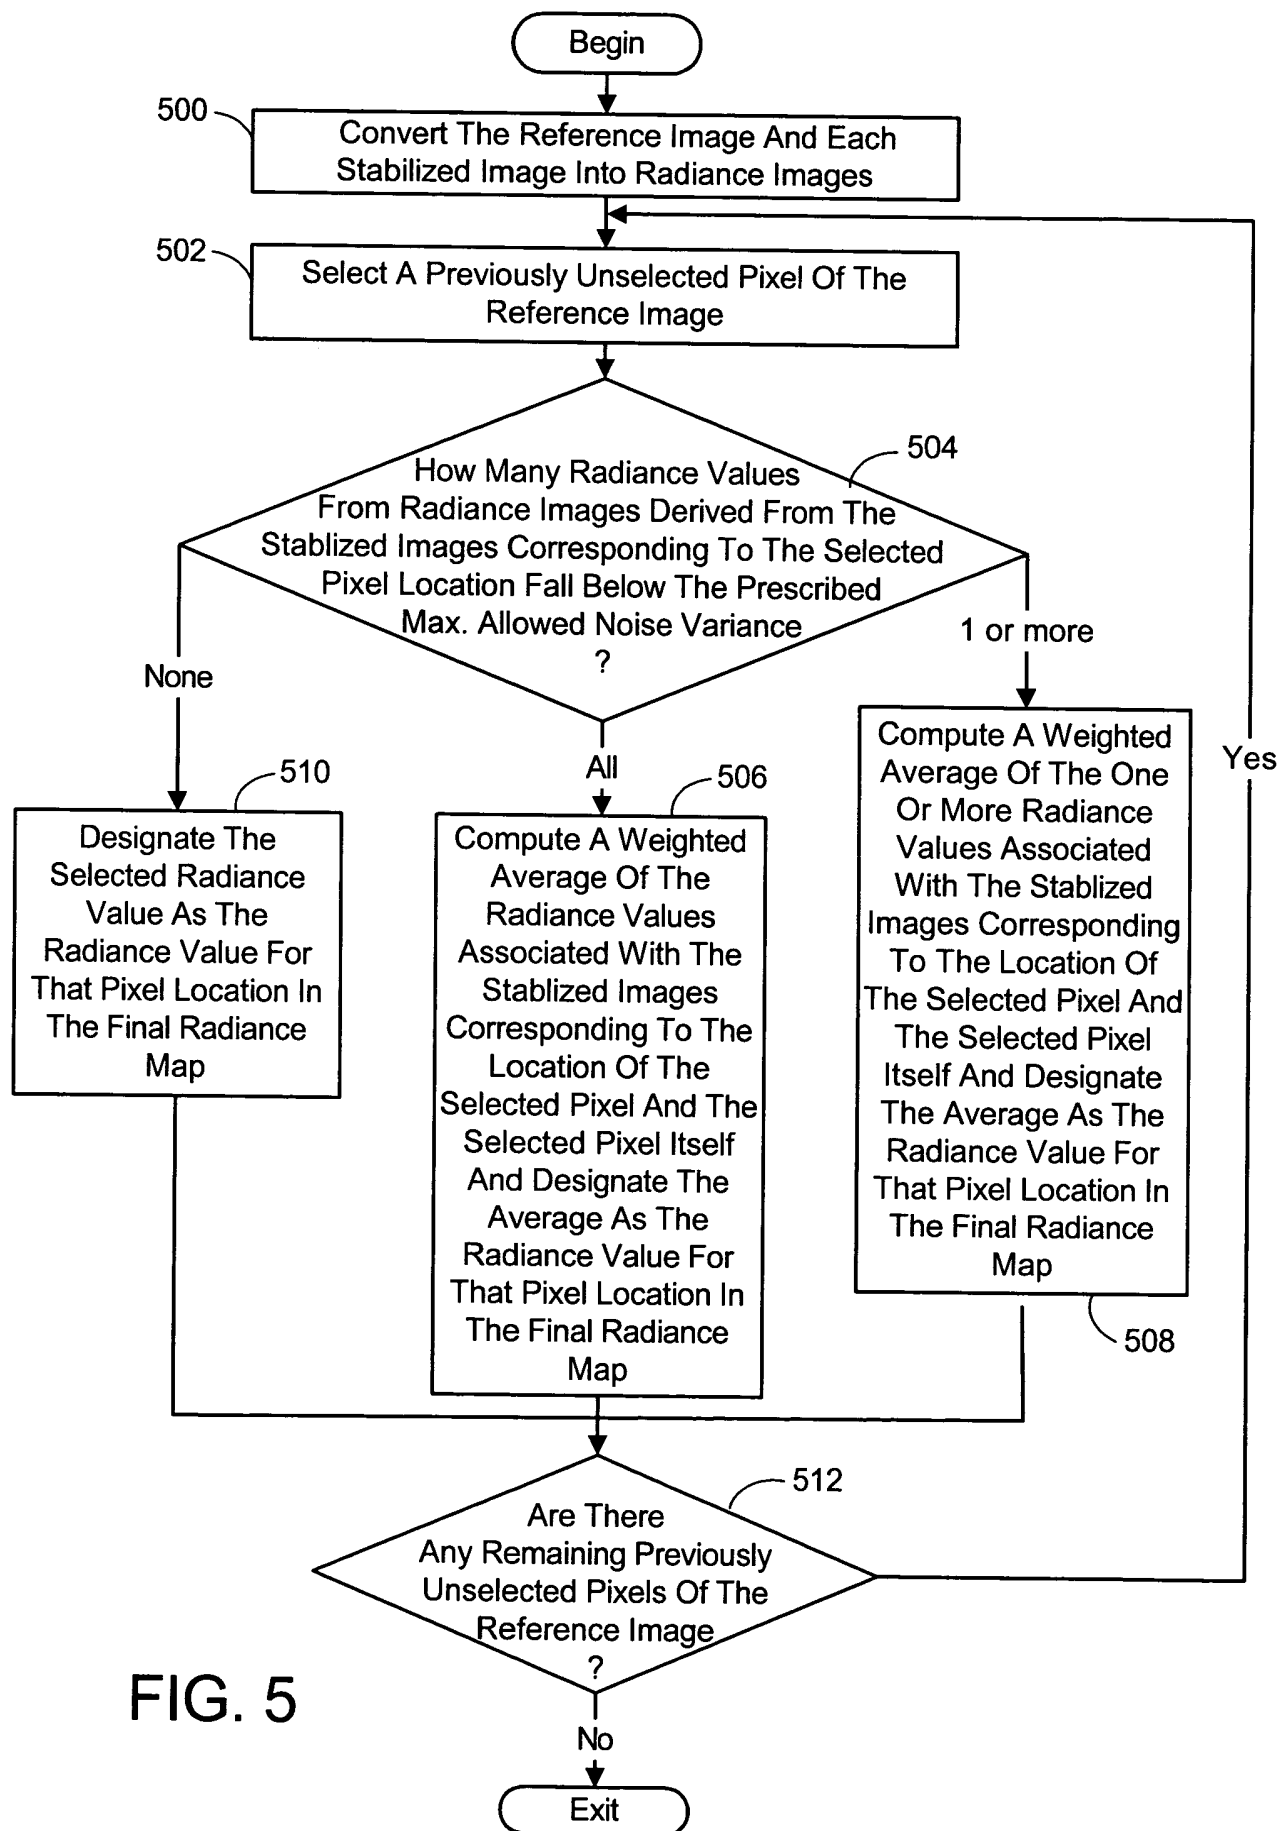 Begin
500
Convert The Reference Image And Each
Stabilized Image Into Radiance Images
502
Select A Previously Unselected Pixel Of The
Reference Image
504
How Many Radiance Values
From Radiance Images Derived From The
Stablized Images Corresponding To The Selected
Pixel Location Fall Below The Prescribed
Max. Allowed Noise Variance
?
None
All
1 or more
Yes
510
Designate The
Selected Radiance
Value As The
Radiance Value For
That Pixel Location In
The Final Radiance
Map
506
Compute A Weighted
Average Of The
Radiance Values
Associated With The
Stablized Images
Corresponding To The
Location Of The
Selected Pixel And The
Selected Pixel Itself
And Designate The
Average As The
Radiance Value For
That Pixel Location In
The Final Radiance
Map
Compute A Weighted
Average Of The One
Or More Radiance
Values Associated
With The Stablized
Images Corresponding
To The Location Of
The Selected Pixel And
The Selected Pixel
Itself And Designate
The Average As The
Radiance Value For
That Pixel Location In
The Final Radiance
Map
508
512
Are There
Any Remaining Previously
Unselected Pixels Of The
Reference Image
?
No
Exit
FIG. 5